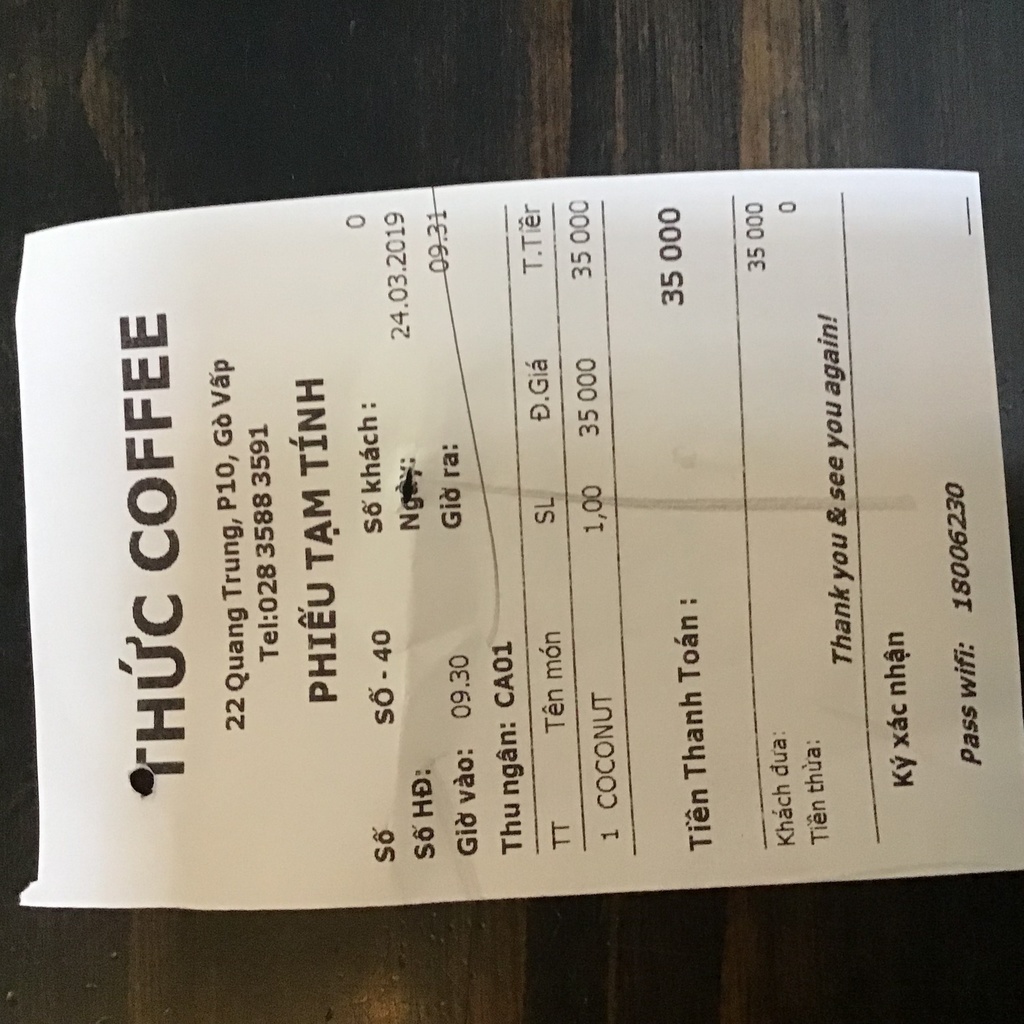 THỨC COFFEE
22 Quang Trung, P10, Gò Vấp
Tel:028 3588 3591
PHIẾU TẠM TÍNH
Số SỐ - 40 Số khách : 0
Số HĐ: Ngày: 24.03.2019
Giờ vào: 09.30 Giờ ra: 09.31
Thu ngân: CA01
TT Tên món SL Đ.Giá T.Tiền
1 COCONUT 1,00 35 000 35 000
Tiền Thanh Toán : 35 000
Khách đưa: 35 000
Tiền thừa: 0
Thank you & see you again!
Ký xác nhận
Pass wifi: 18006230